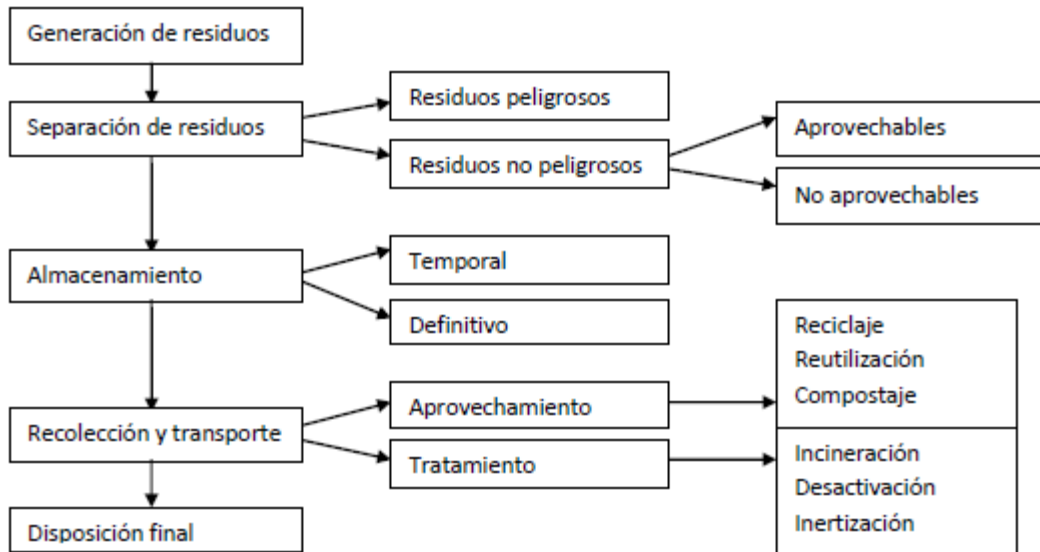 Generación de residuos
Separación de residuos
Residuos peligrosos
Residuos no peligrosos
Aprovechables
No aprovechables
Almacenamiento
Temporal
Definitivo
Recolección y transporte
Aprovechamiento
Tratamiento
Reciclaje
Reutilización
Compostaje
Incineración
Desactivación
Inertización
Disposición final